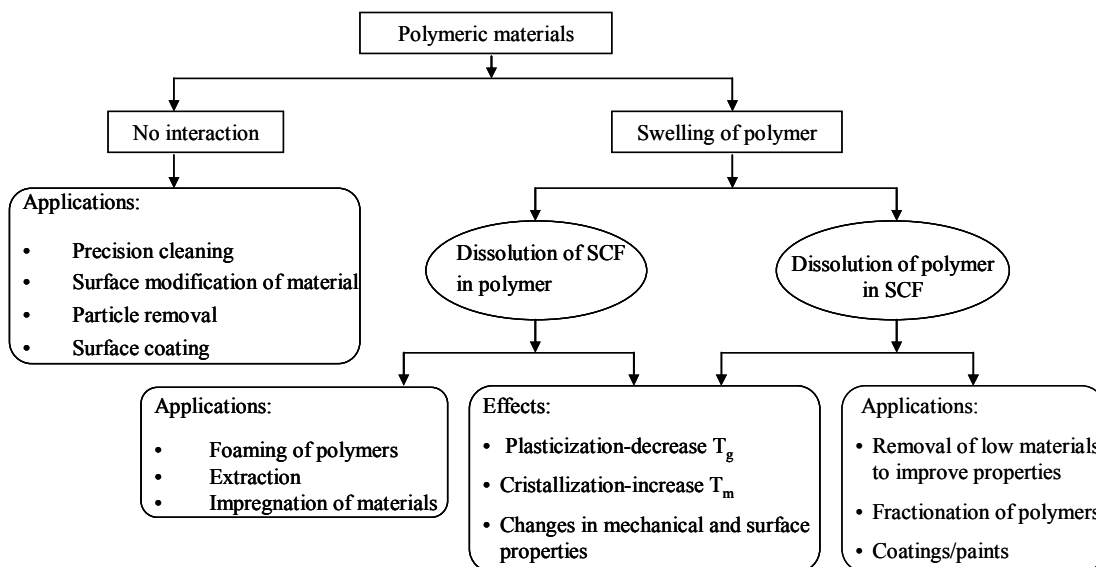 Polymeric materials
No interaction
Swelling of polymer
Applications:
• Precision cleaning
• Surface modification of material
• Particle removal
• Surface coating
Dissolution of SCF
in polymer
Dissolution of polymer
in SCF
Applications:
• Foaming of polymers
• Extraction
• Impregnation of materials
Effects:
• Plasticization-decrease Tg
• Cristallization-increase Tm
• Changes in mechanical and surface
properties
Applications:
• Removal of low materials
to improve properties
• Fractionation of polymers
• Coatings/paints